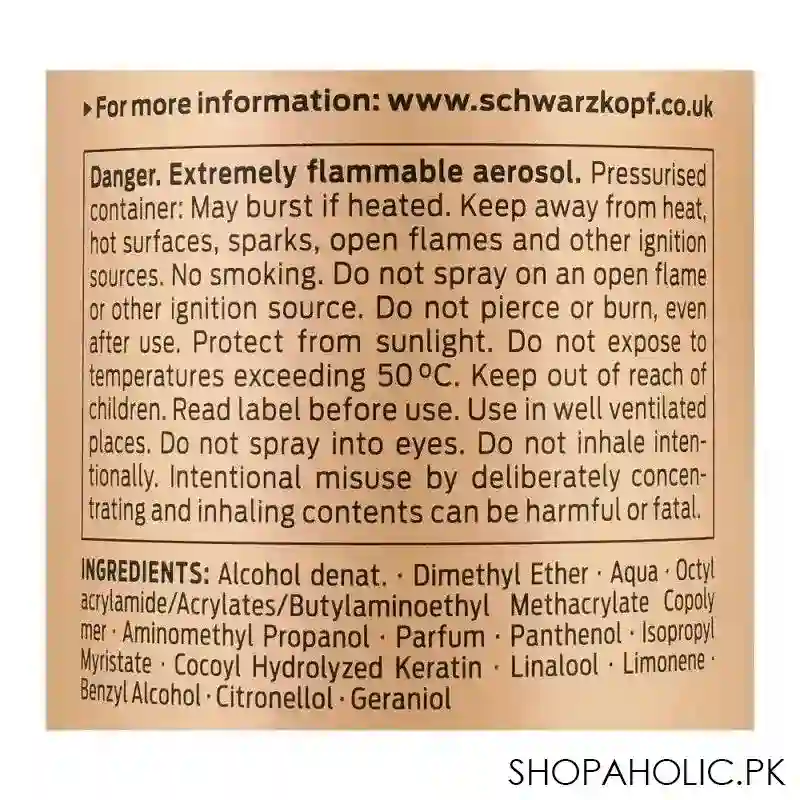 ▸For more information: www.schwarzkopf.co.uk
Danger. Extremely flammable aerosol. Pressurised
container: May burst if heated. Keep away from heat,
hot surfaces, sparks, open flames and other ignition
sources. No smoking. Do not spray on an open flame
or other ignition source. Do not pierce or burn, even
after use. Protect from sunlight. Do not expose to
temperatures exceeding 50 ºC. Keep out of reach of
children. Read label before use. Use in well ventilated
places. Do not spray into eyes. Do not inhale inten-
tionally. Intentional misuse by deliberately concen-
trating and inhaling contents can be harmful or fatal.
INGREDIENTS: Alcohol denat. · Dimethyl Ether · Aqua · Octyl
acrylamide/Acrylates/Butylaminoethyl Methacrylate Copoly
mer · Aminomethyl Propanol · Parfum · Panthenol · Isopropyl
Myristate · Cocoyl Hydrolyzed Keratin · Linalool · Limonene ·
Benzyl Alcohol · Citronellol · Geraniol
SHOPAHOLIC.PK